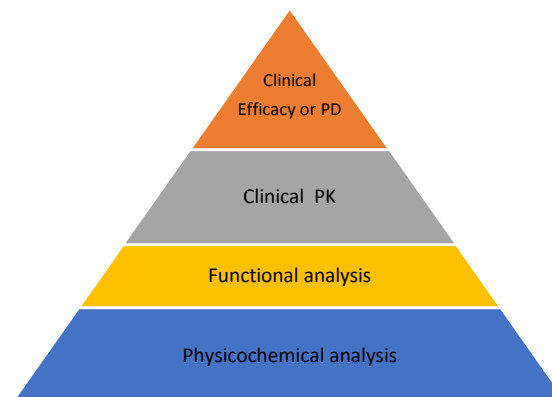 Clinical
Efficacy or PD
Clinical PK
Functional analysis
Physicochemical analysis